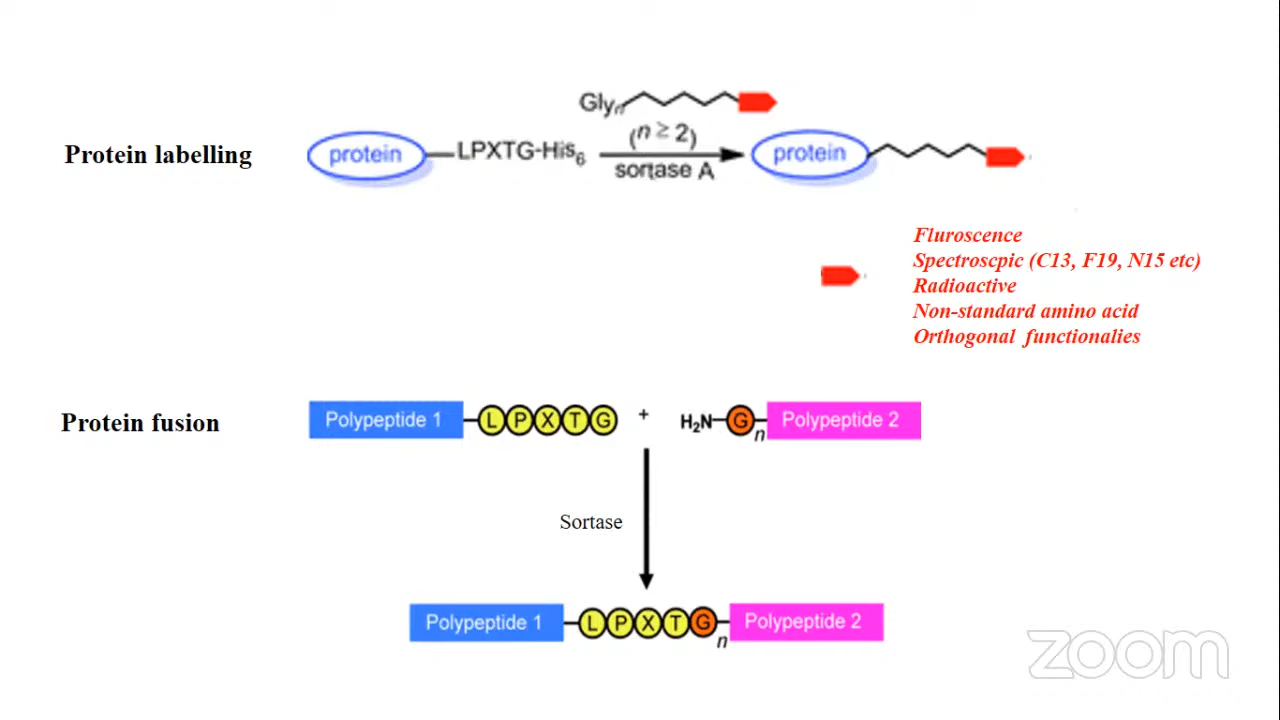 Protein labelling
protein
LPXTG-His6
Glyn
(n ≥ 2)
sortase A
protein
Fluroscence
Spectroscpic (C13, F19, N15 etc)
Radioactive
Non-standard amino acid
Orthogonal functionalies
Protein fusion
Polypeptide 1 L P X T G + H2N G n Polypeptide 2
Sortase
Polypeptide 1 L P X T G n Polypeptide 2
zoom